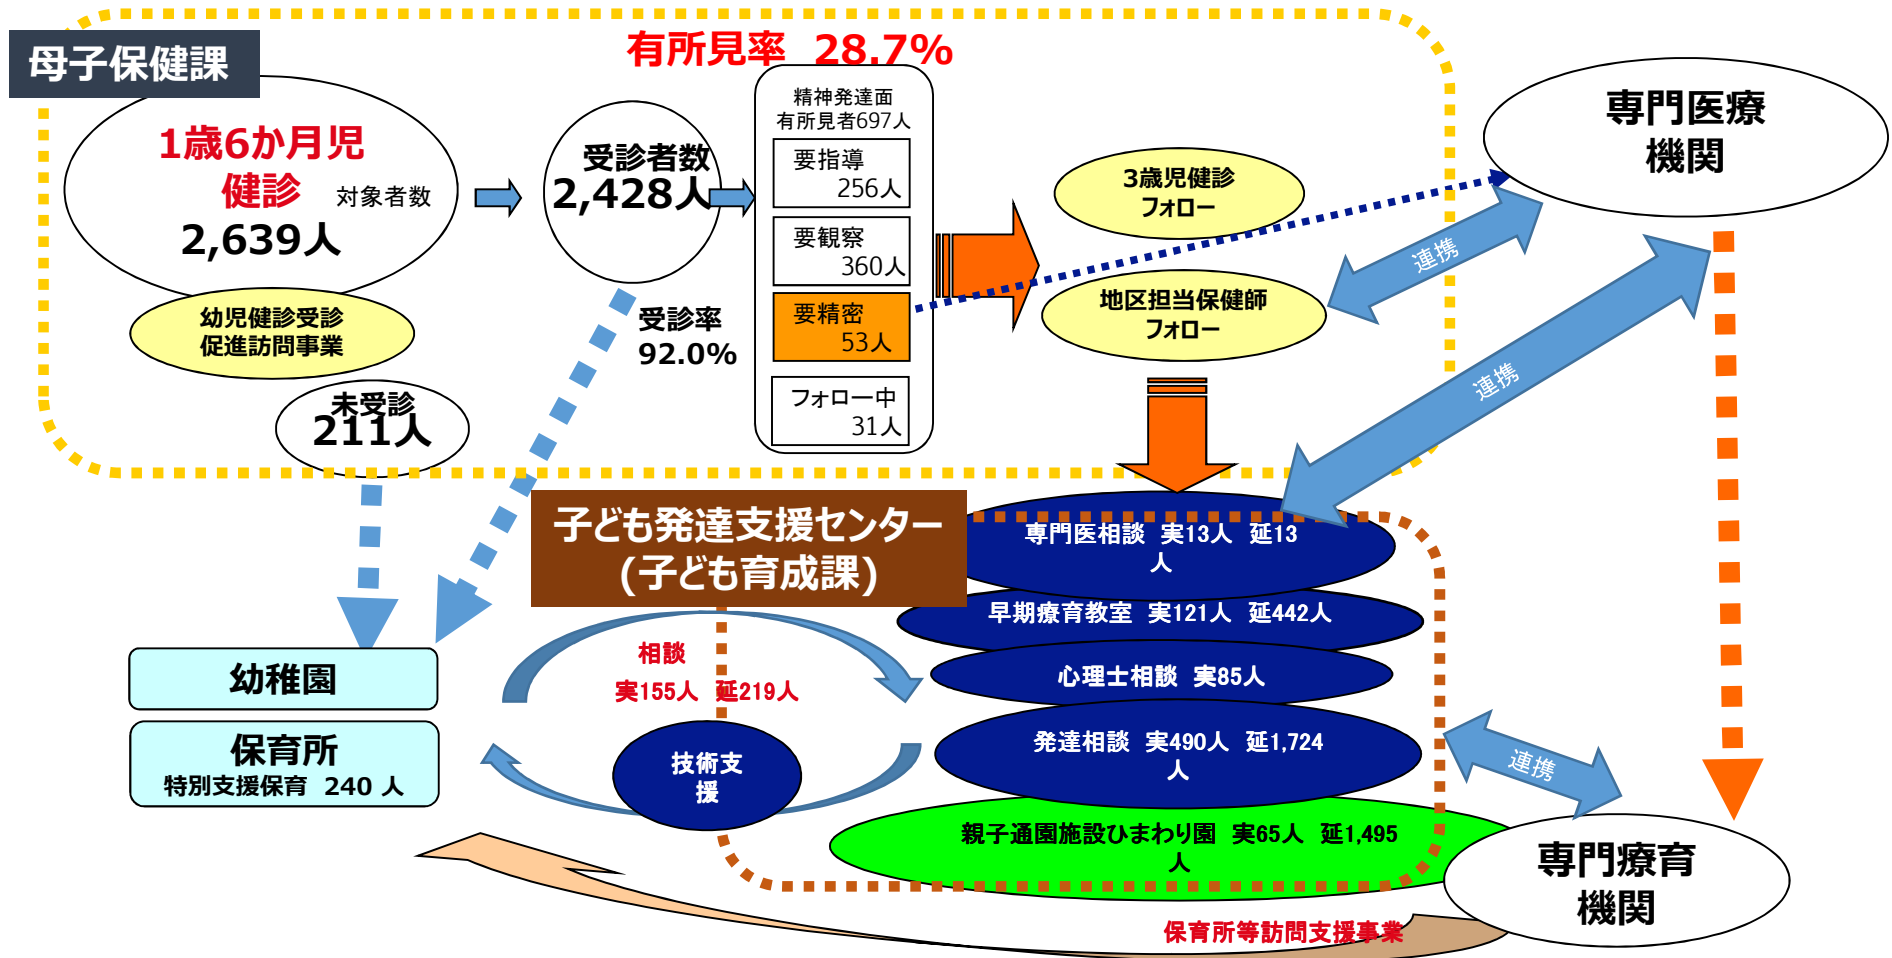 母子保健課
有所見率 28.7%
1歳6か月児
健診
対象者数
2,639人
幼児健診受診
促進訪問事業
未受診
211人
受診者数
2,428人
受診率
92.0%
精神発達面
有所見者697人
要指導
256人
要観察
360人
要精密
53人
フォロー中
31人
3歳児健診
フォロー
地区担当保健師
フォロー
専門医療
機関
連携
連携
子ども発達支援センター
(子ども育成課)
専門医相談 実13人 延13
人
早期療育教室 実121人 延442人
心理士相談 実85人
発達相談 実490人 延1,724
人
親子通園施設ひまわり園 実65人 延1,495
人
相談
実155人 延219人
技術支
援
幼稚園
保育所
特別支援保育 240 人
連携
専門療育
機関
保育所等訪問支援事業